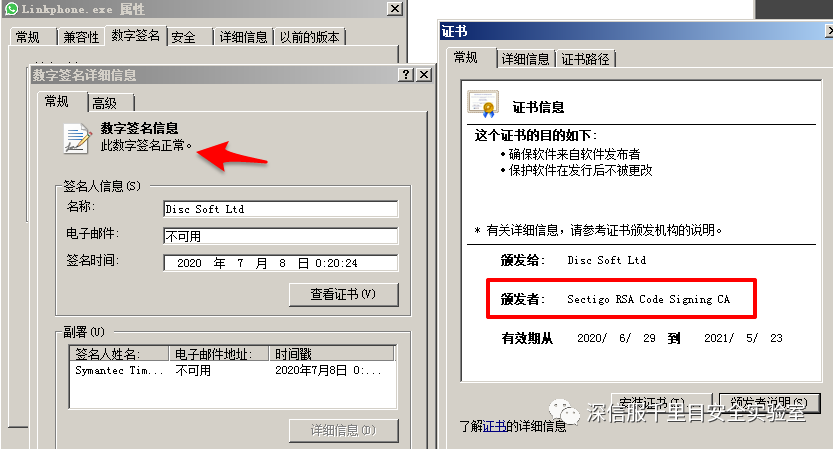 Linkphone.exe 属性
常规 兼容性 数字签名 安全 详细信息 以前的版本
数字签名详细信息
常规 高级
数字签名信息
此数字签名正常。
签名人信息(S)
名称: Disc Soft Ltd
电子邮件: 不可用
签名时间: 2020 年 7 月 8 日 0:20:24
查看证书(V)
副署(U)
签名人姓名: 电子邮件地址: 时间戳
Symantec Tim... 不可用 2020年7月8日 0:...
详细信息(D)
证书
常规 详细信息 证书路径
证书信息
这个证书的目的如下:
• 确保软件来自软件发布者
• 保护软件在发行后不被更改
* 有关详细信息，请参考证书颁发机构的说明。
颁发给: Disc Soft Ltd
颁发者: Sectigo RSA Code Signing CA
有效期从 2020/ 6/ 29 到 2021/ 5/ 23
安装证书(I)... 颁发者说明(S)
深信服千里目安全实验室
了解证书的详细信息